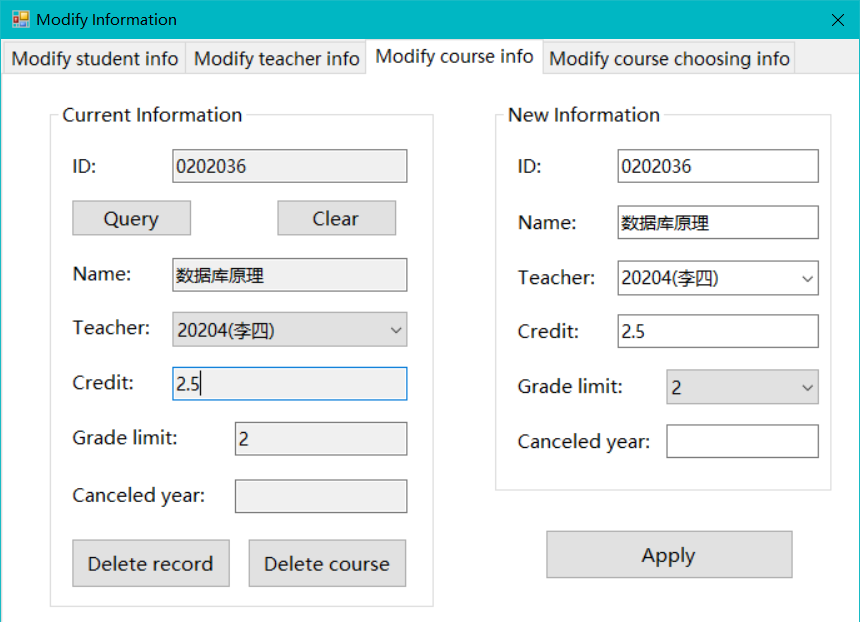 Modify Information
Modify student info
Modify teacher info
Modify course info
Modify course choosing info
Current Information
ID: 0202036
Query
Clear
Name: 数据库原理
Teacher: 20204(李四)
Credit: 2.5
Grade limit: 2
Canceled year:
Delete record
Delete course
New Information
ID: 0202036
Name: 数据库原理
Teacher: 20204(李四)
Credit: 2.5
Grade limit: 2
Canceled year:
Apply